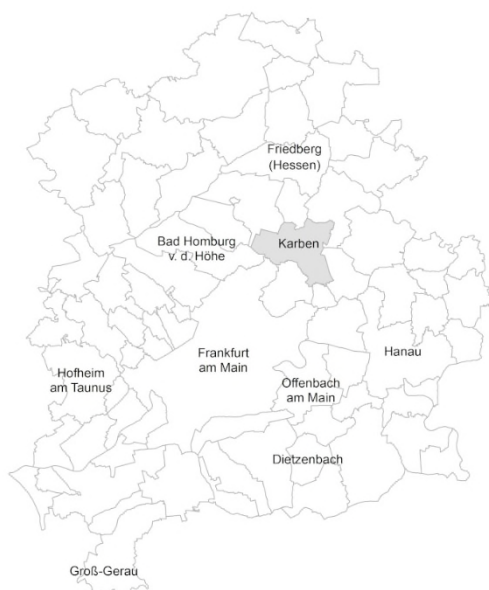 Friedberg
(Hessen)
Bad Homburg
v. d. Höhe
Karben
Frankfurt
am Main
Hanau
Hofheim
am Taunus
Offenbach
am Main
Dietzenbach
Groß-Gerau